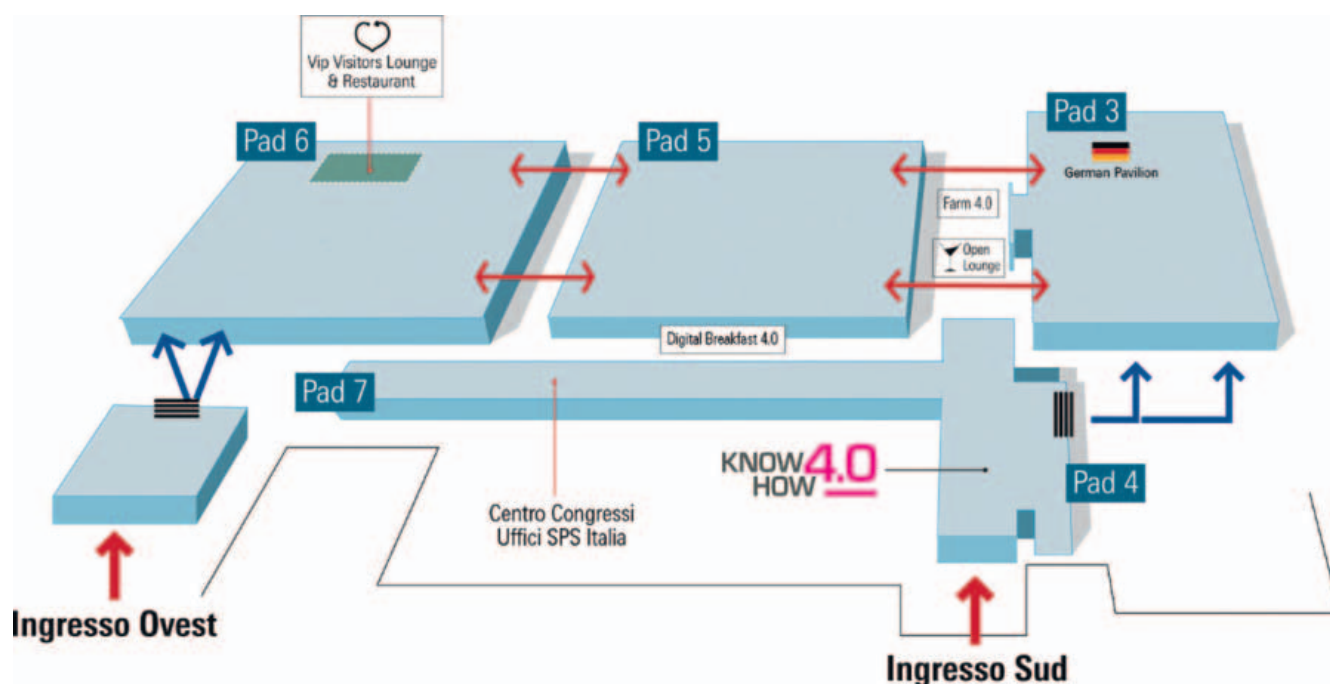 Vip Visitors Lounge
& Restaurant
Pad 6
Pad 5
Pad 3
German Pavilion
Farm 4.0
Open
Lounge
Digital Breakfast 4.0
Pad 7
KNOW 4.0
HOW
Pad 4
Centro Congressi
Uffici SPS Italia
Ingresso Ovest
Ingresso Sud